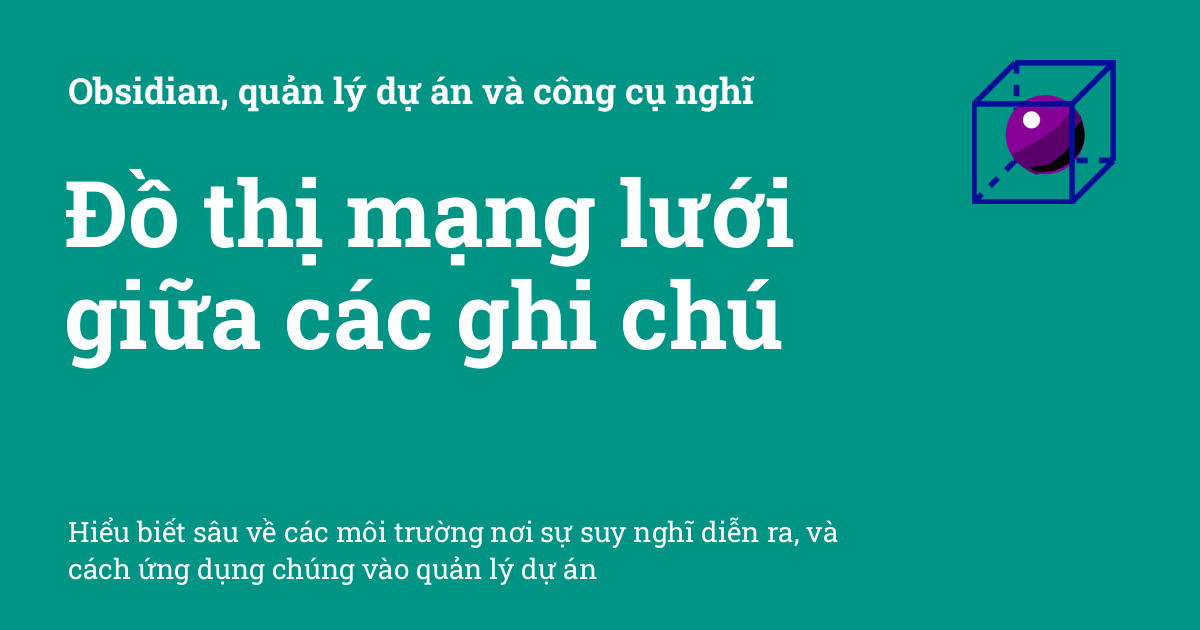 Obsidian, quản lý dự án và công cụ nghĩ
Đồ thị mạng lưới
giữa các ghi chú
Hiểu biết sâu về các môi trường nơi sự suy nghĩ diễn ra, và
cách ứng dụng chúng vào quản lý dự án